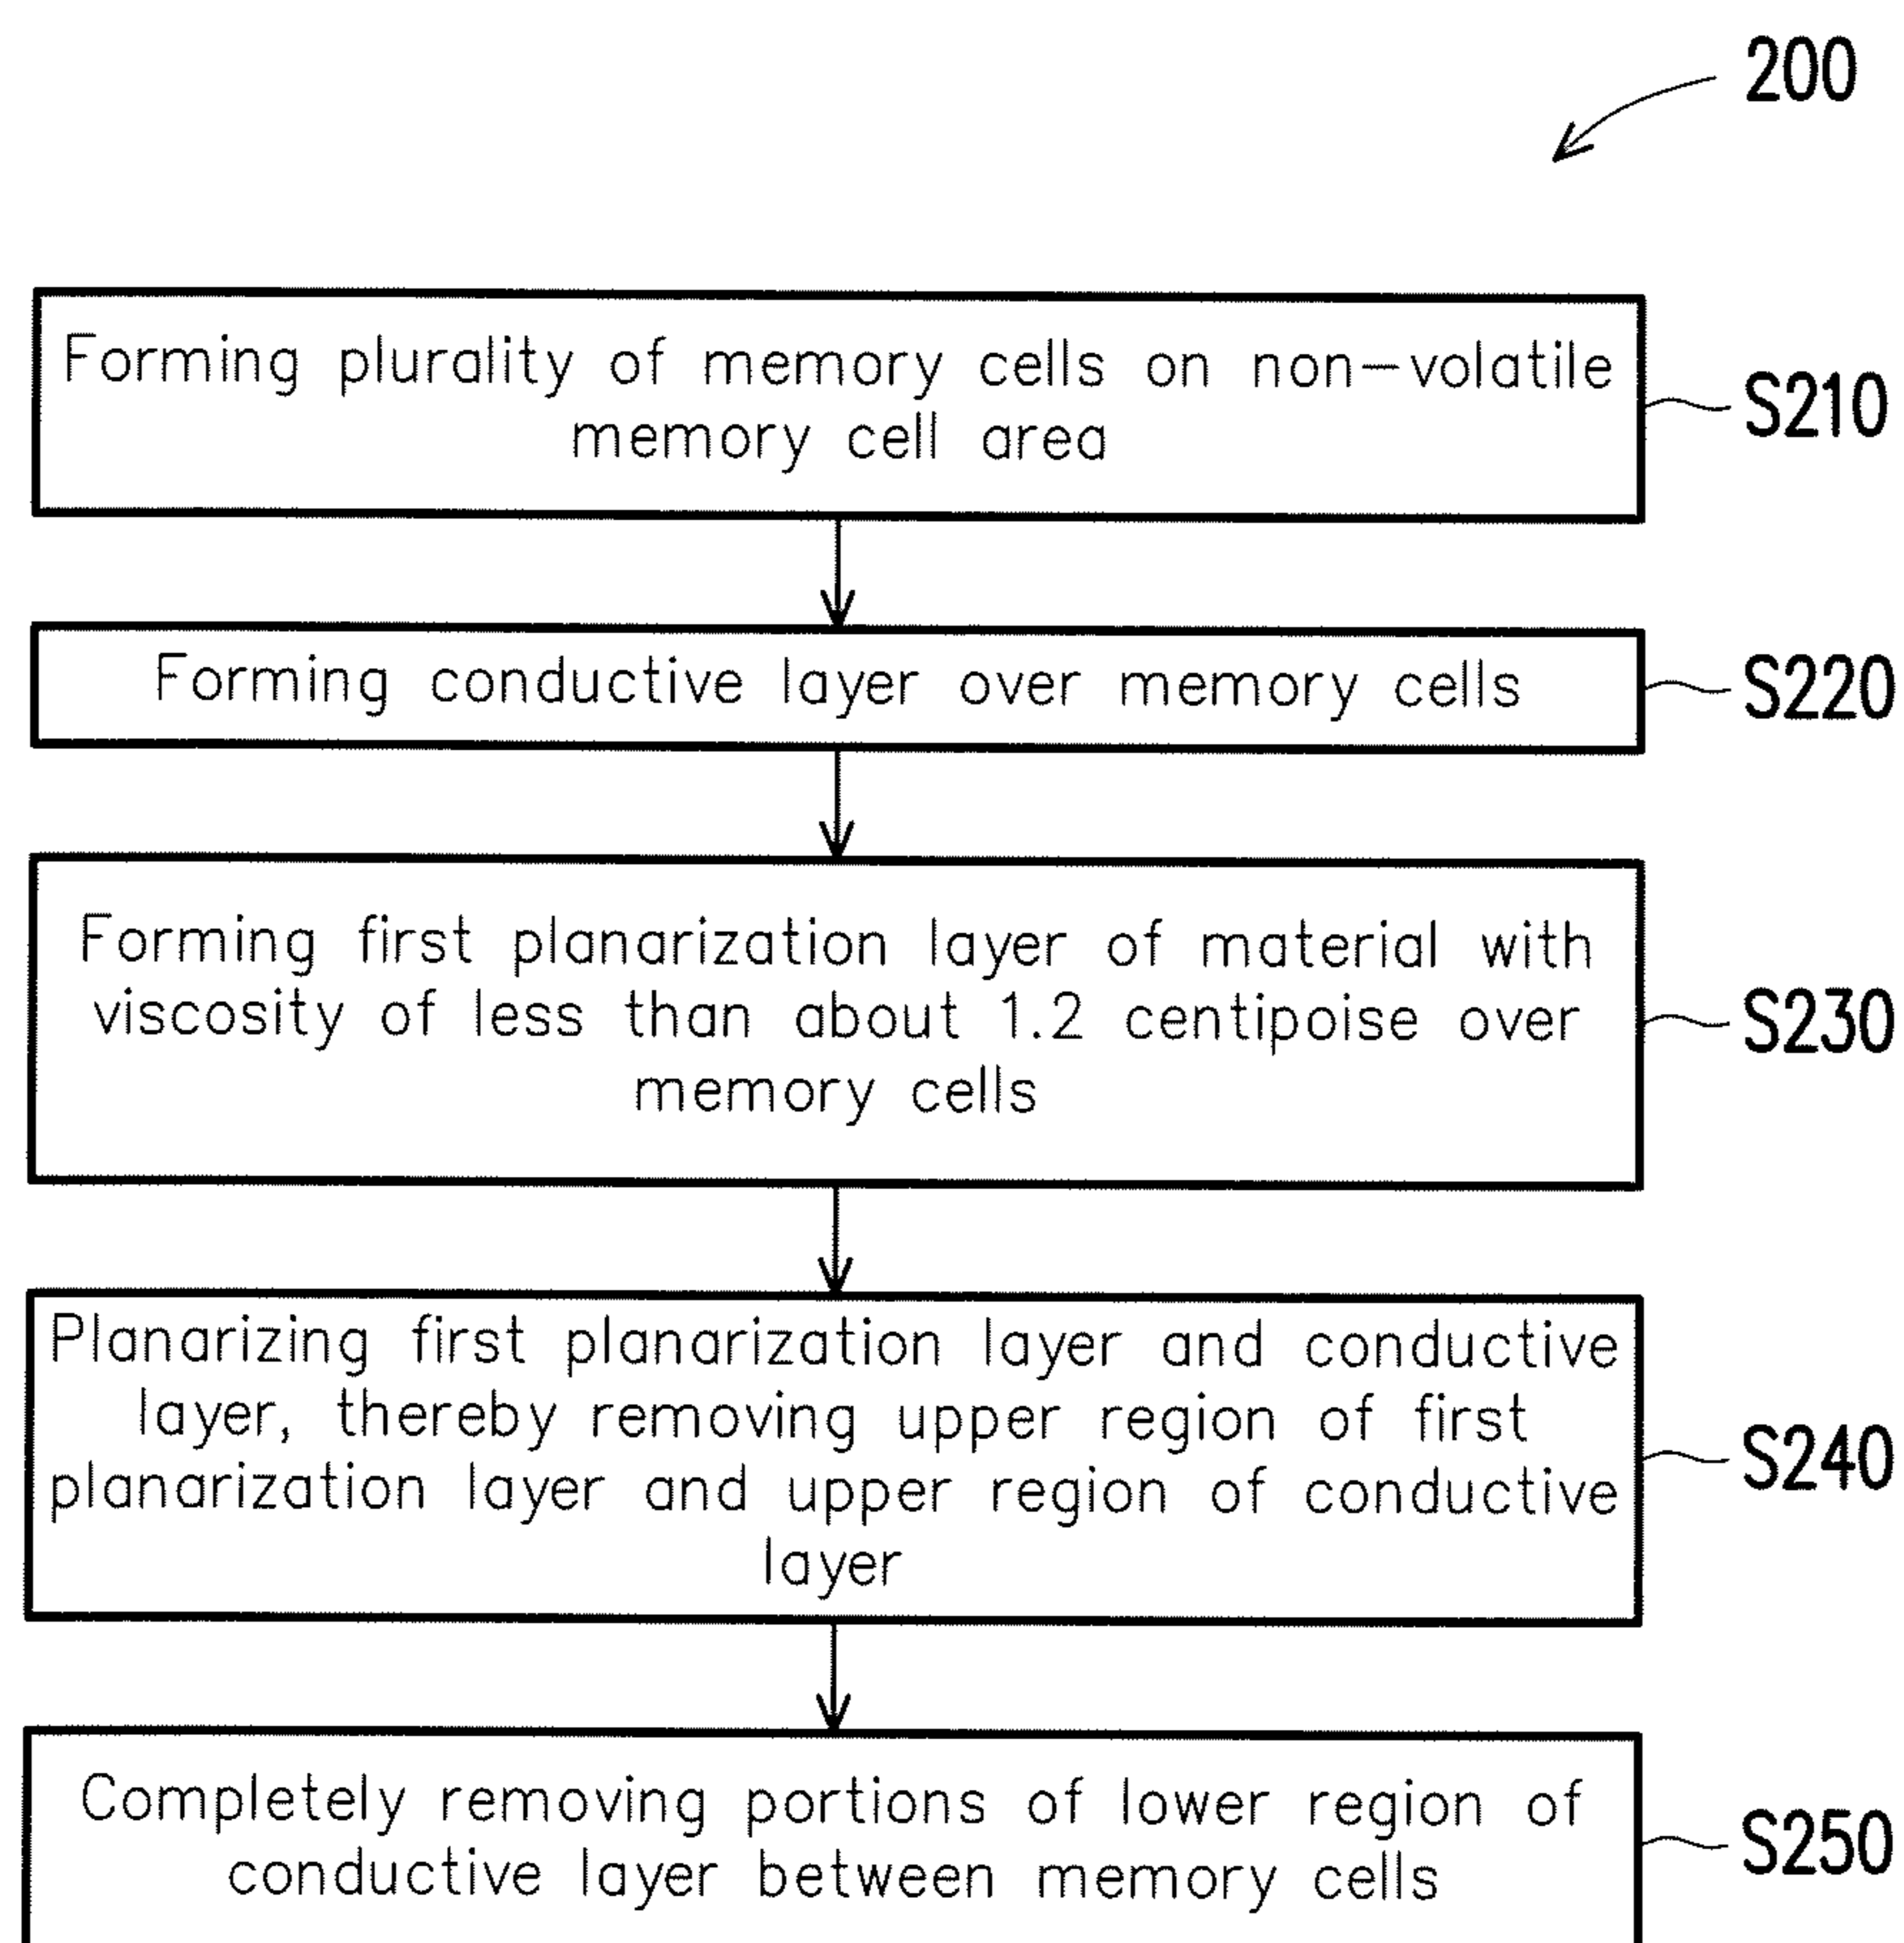 200
Forming plurality of memory cells on non-volatile
memory cell area
S210
Forming conductive layer over memory cells
S220
Forming first planarization layer of material with
viscosity of less than about 1.2 centipoise over
memory cells
S230
Planarizing first planarization layer and conductive
layer, thereby removing upper region of first
planarization layer and upper region of conductive
layer
S240
Completely removing portions of lower region of
conductive layer between memory cells
S250